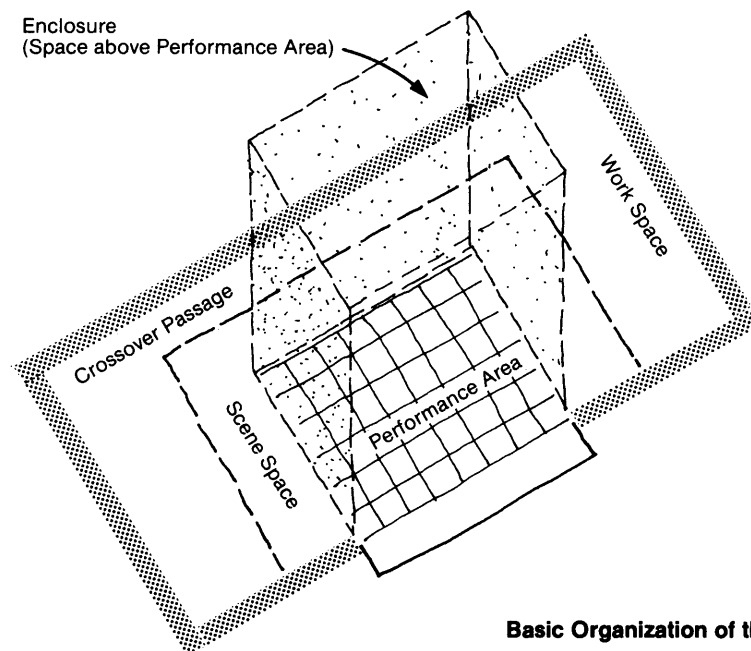 Enclosure
(Space above Performance Area)
Work Space
Crossover Passage
Performance Area
Scene Space
Basic Organization of